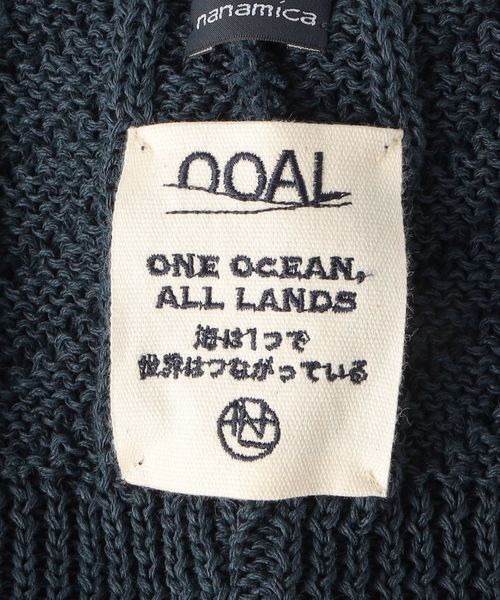 nanamica
OOAL
ONE OCEAN,
ALL LANDS
海は1つで
世界はつながっている